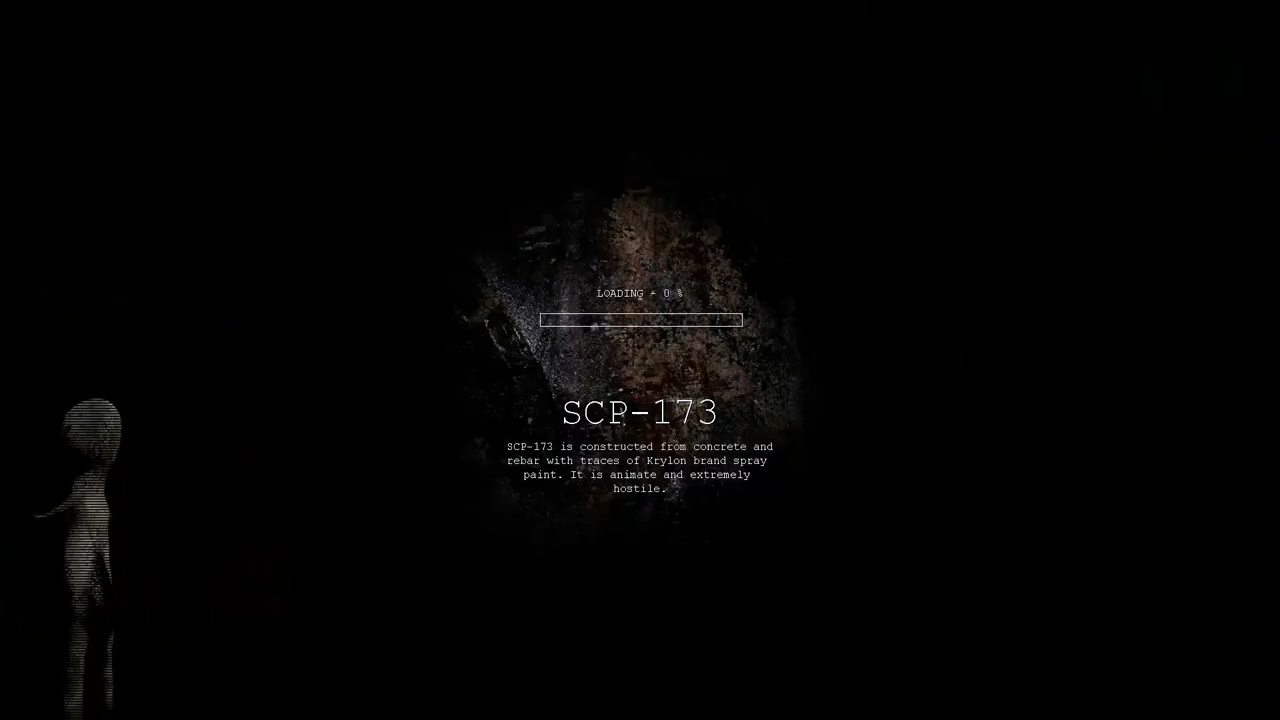 LOADING - 0 %
SCP-173
SCP-173 is constructed from concrete and
rebar with traces of Krylon brand spray
paint. It is animate and extremely
hostile.